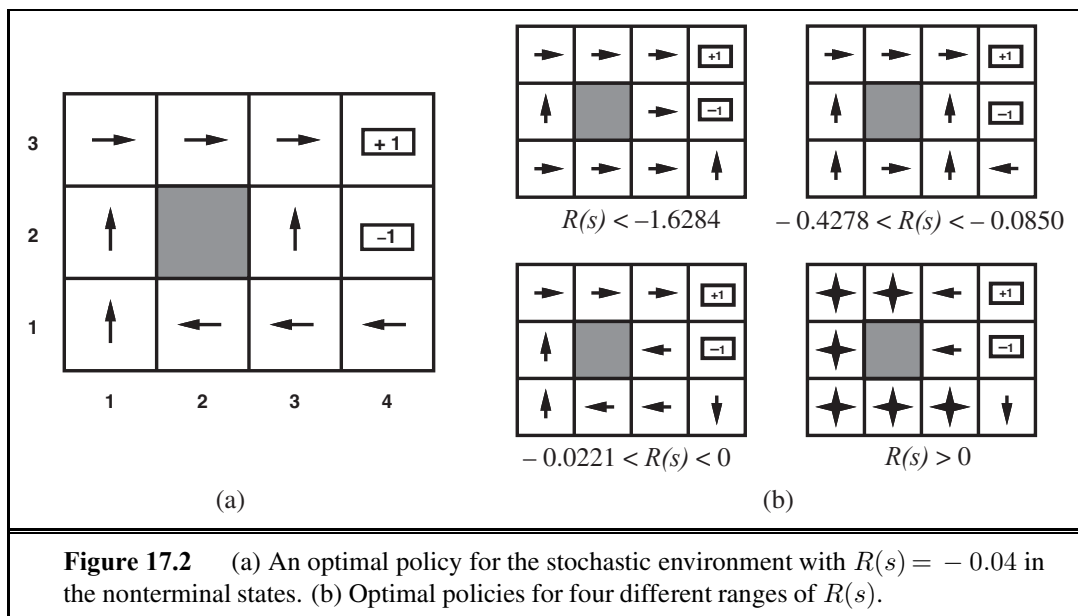 3
+ 1
2
−1
1
1 2 3 4
(a)
+1
−1
R(s) < −1.6284
+1
−1
− 0.4278 < R(s) < − 0.0850
+1
−1
− 0.0221 < R(s) < 0
+1
−1
R(s) > 0
(b)
Figure 17.2 (a) An optimal policy for the stochastic environment with R(s) = − 0.04 in
the nonterminal states. (b) Optimal policies for four different ranges of R(s).